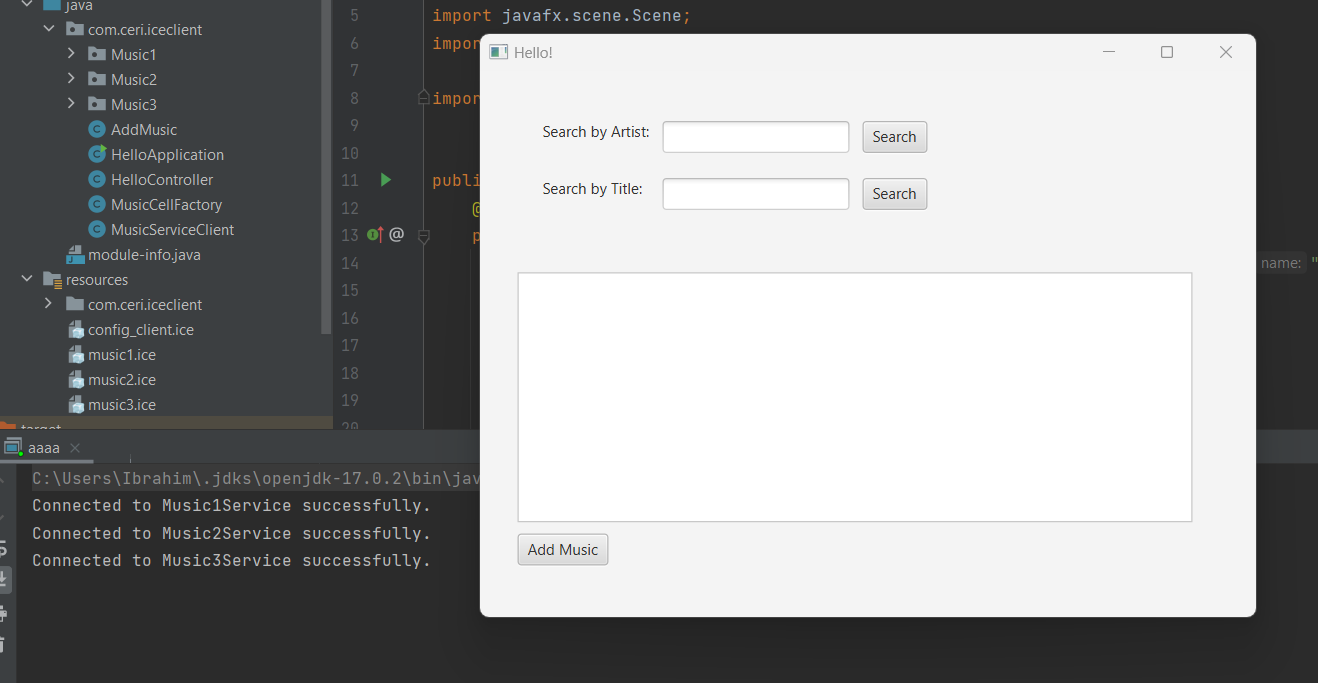 java
com.ceri.iceclient
Music1
Music2
Music3
AddMusic
HelloApplication
HelloController
MusicCellFactory
MusicServiceClient
module-info.java
resources
com.ceri.iceclient
config_client.ice
music1.ice
music2.ice
music3.ice
target
5 import javafx.scene.Scene;
6 impor
7
8 impor
9
10
11 publi
12 @
13 @ p
14 name: "
15
16
17
18
19
20
Hello!
Search by Artist: Search
Search by Title: Search
Add Music
aaaa
C:\Users\Ibrahim\.jdks\openjdk-17.0.2\bin\jav
Connected to Music1Service successfully.
Connected to Music2Service successfully.
Connected to Music3Service successfully.